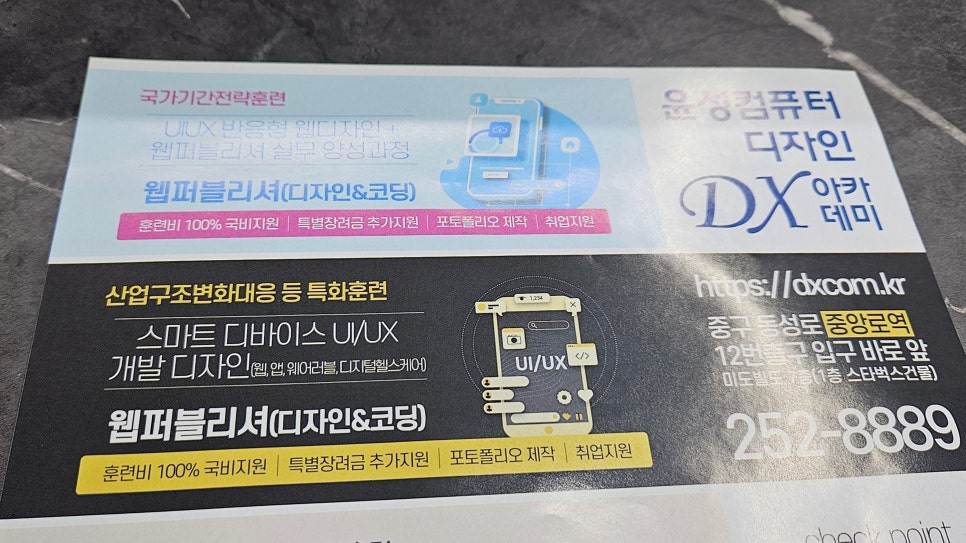 국가기간전략훈련
UIUX 반응형 웹디자인 +
웹퍼블리셔 실무 양성과정
웹퍼블리셔(디자인&코딩)
훈련비 100% 국비지원 | 특별장려금 추가지원 | 포토폴리오 제작 | 취업지원
컴퓨터
디자인
DX 아카
데미
산업구조변화대응 등 특화훈련
스마트 디바이스 UI/UX
개발 디자인(웹, 앱, 웨어러블, 디지털헬스케어)
웹퍼블리셔(디자인&코딩)
훈련비 100% 국비지원 | 특별장려금 추가지원 | 포토폴리오 제작 | 취업지원
1,234
UI/UX
</>
https://dxcom.kr
중구 동성로 중앙로역
12번 출구 입구 바로 앞
미도빌딩 (1층 스타벅스건물)
252-8889
check point